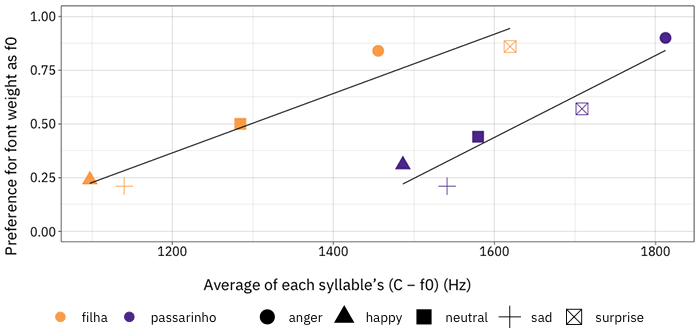 Preference for font weight as f0
1.00
0.75
0.50
0.25
0.00
1200 1400 1600 1800
Average of each syllable's (C – f0) (Hz)
filha passarinho anger happy neutral sad surprise